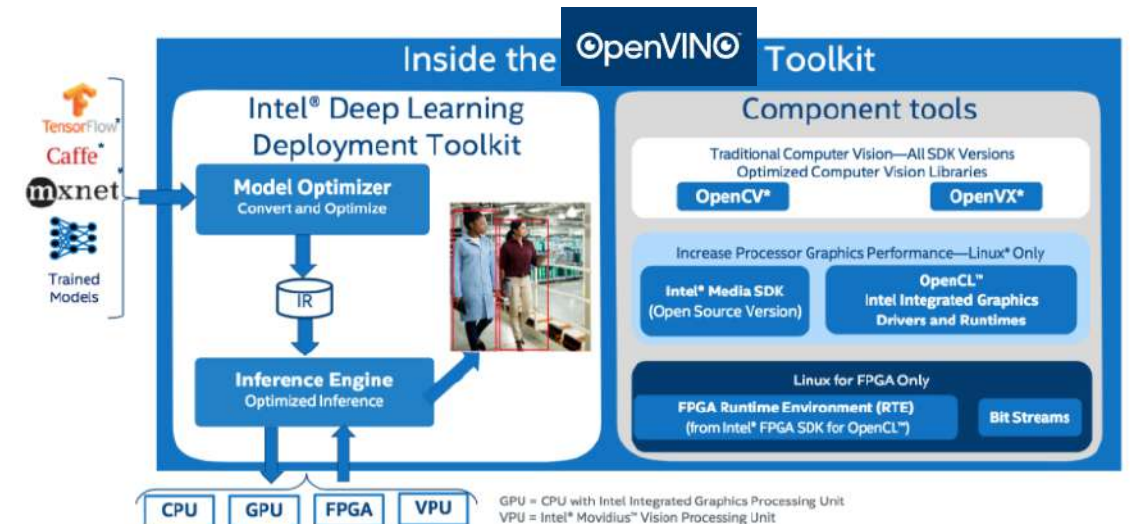 Inside the OpenVINO™ Toolkit
TensorFlow*
Caffe*
mxnet*
Trained
Models
Intel® Deep Learning
Deployment Toolkit
Model Optimizer
Convert and Optimize
IR
Inference Engine
Optimized Inference
CPU
GPU
FPGA
VPU
Component tools
Traditional Computer Vision—All SDK Versions
Optimized Computer Vision Libraries
OpenCV*
OpenVX*
Increase Processor Graphics Performance—Linux* Only
Intel® Media SDK
(Open Source Version)
OpenCL™
Intel Integrated Graphics
Drivers and Runtimes
Linux for FPGA Only
FPGA Runtime Environment (RTE)
(from Intel® FPGA SDK for OpenCL™)
Bit Streams
GPU = CPU with Intel Integrated Graphics Processing Unit
VPU = Intel® Movidius™ Vision Processing Unit